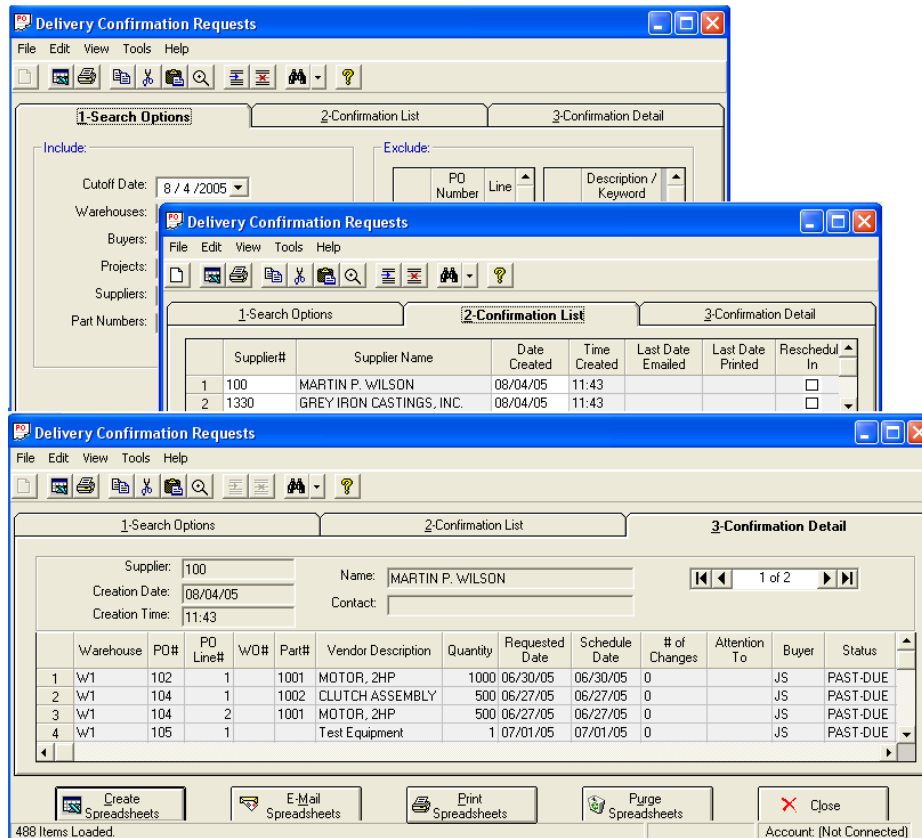 Delivery Confirmation Requests
File Edit View Tools Help
1-Search Options 2-Confirmation List 3-Confirmation Detail
Include: Exclude:
Cutoff Date: 8 / 4 /2005
PO Number Line Description / Keyword
Warehouses:
Buyers:
Projects:
Suppliers:
Part Numbers:
Delivery Confirmation Requests
File Edit View Tools Help
1-Search Options 2-Confirmation List 3-Confirmation Detail
Supplier# Supplier Name Date Created Time Created Last Date Emailed Last Date Printed Reschedul In
1 100 MARTIN P. WILSON 08/04/05 11:43
2 1330 GREY IRON CASTINGS, INC. 08/04/05 11:43
Delivery Confirmation Requests
File Edit View Tools Help
1-Search Options 2-Confirmation List 3-Confirmation Detail
Supplier: 100 Name: MARTIN P. WILSON 1 of 2
Creation Date: 08/04/05 Contact:
Creation Time: 11:43
Warehouse PO# PO Line# WO# Part# Vendor Description Quantity Requested Date Schedule Date # of Changes Attention To Buyer Status
1 W1 102 1 1001 MOTOR, 2HP 1000 06/30/05 06/30/05 0 JS PAST-DUE
2 W1 104 1 1002 CLUTCH ASSEMBLY 500 06/27/05 06/27/05 0 JS PAST-DUE
3 W1 104 2 1001 MOTOR, 2HP 500 06/27/05 06/27/05 0 JS PAST-DUE
4 W1 105 1 Test Equipment 1 07/01/05 07/01/05 0 JS PAST-DUE
Create Spreadsheets E-Mail Spreadsheets Print Spreadsheets Purge Spreadsheets Close
488 Items Loaded. Account: (Not Connected)